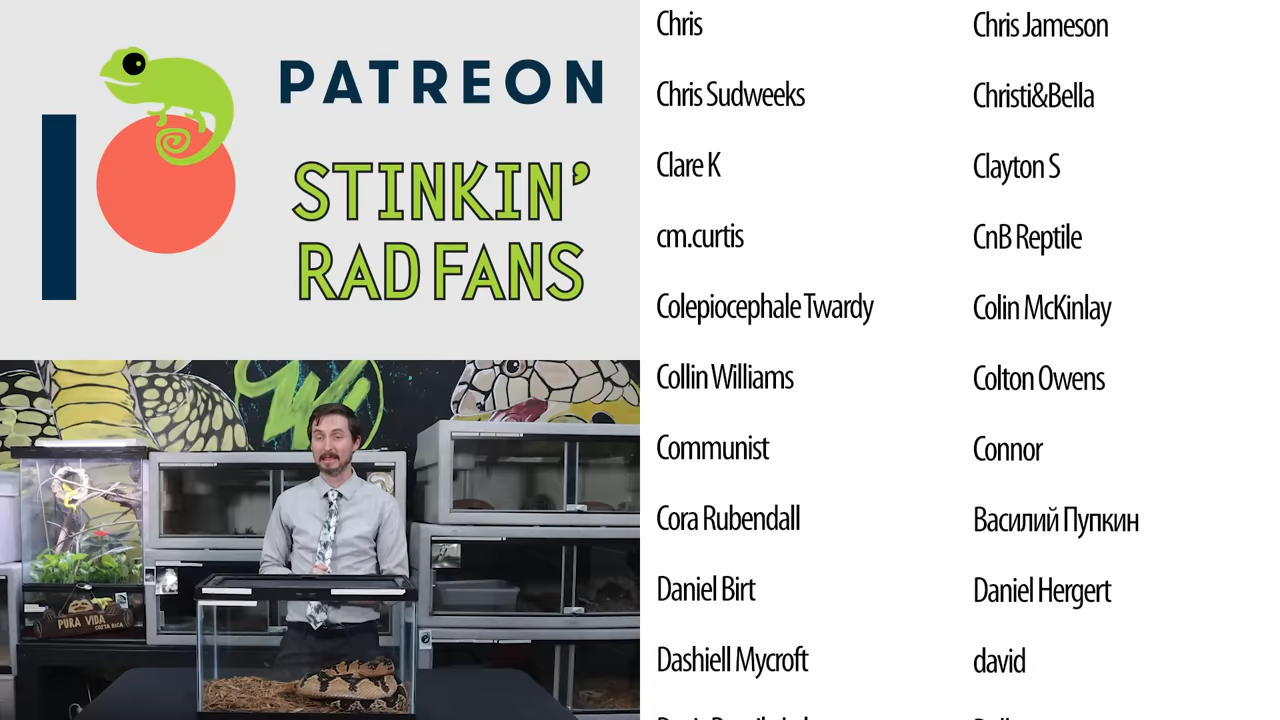 PATREON
STINKIN'
RAD FANS
PURA VIDA
COSTA RICA
Chris
Chris Jameson
Chris Sudweeks
Christi&Bella
Clare K
Clayton S
cm.curtis
CnB Reptile
Colepiocephale Twardy
Colin McKinlay
Collin Williams
Colton Owens
Communist
Connor
Cora Rubendall
Василий Пупкин
Daniel Birt
Daniel Hergert
Dashiell Mycroft
david